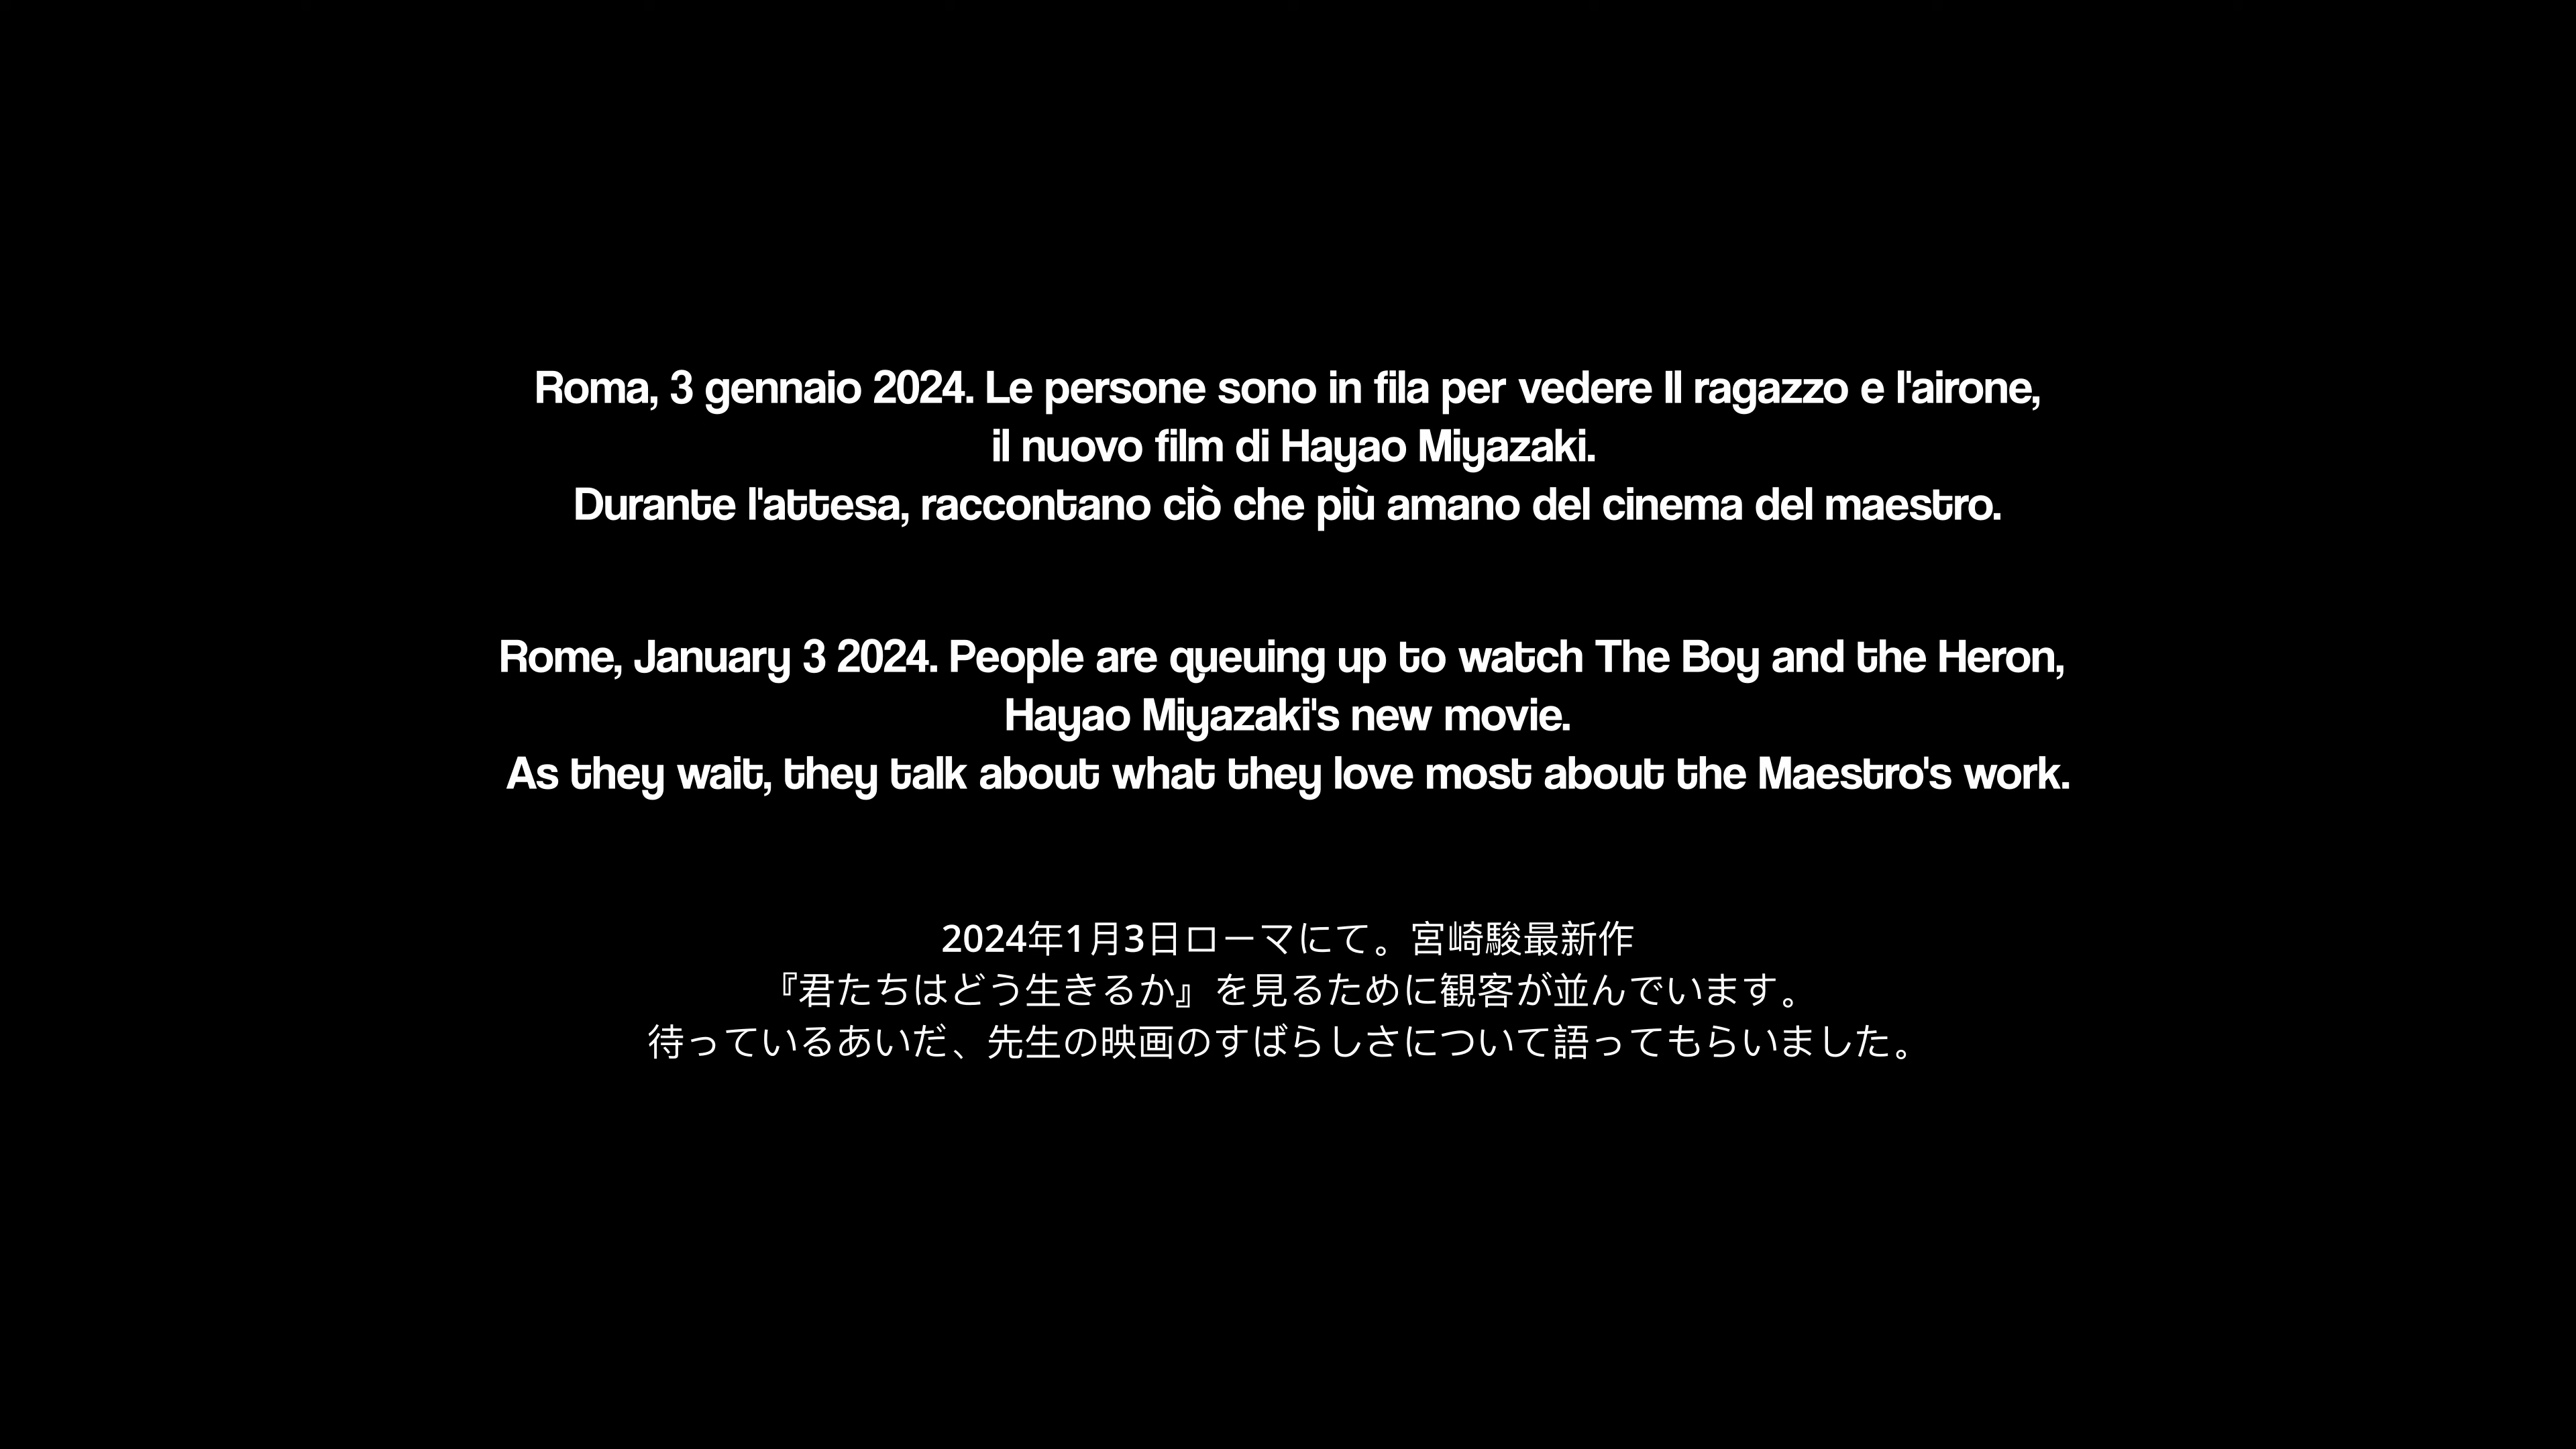 Roma, 3 gennaio 2024. Le persone sono in fila per vedere Il ragazzo e l'airone,
il nuovo film di Hayao Miyazaki.
Durante l'attesa, raccontano ciò che più amano del cinema del maestro.
Rome, January 3 2024. People are queuing up to watch The Boy and the Heron,
Hayao Miyazaki's new movie.
As they wait, they talk about what they love most about the Maestro's work.
2024年1月3日ローマにて。宮崎駿最新作
『君たちはどう生きるか』を見るために観客が並んでいます。
待っているあいだ、先生の映画のすばらしさについて語ってもらいました。